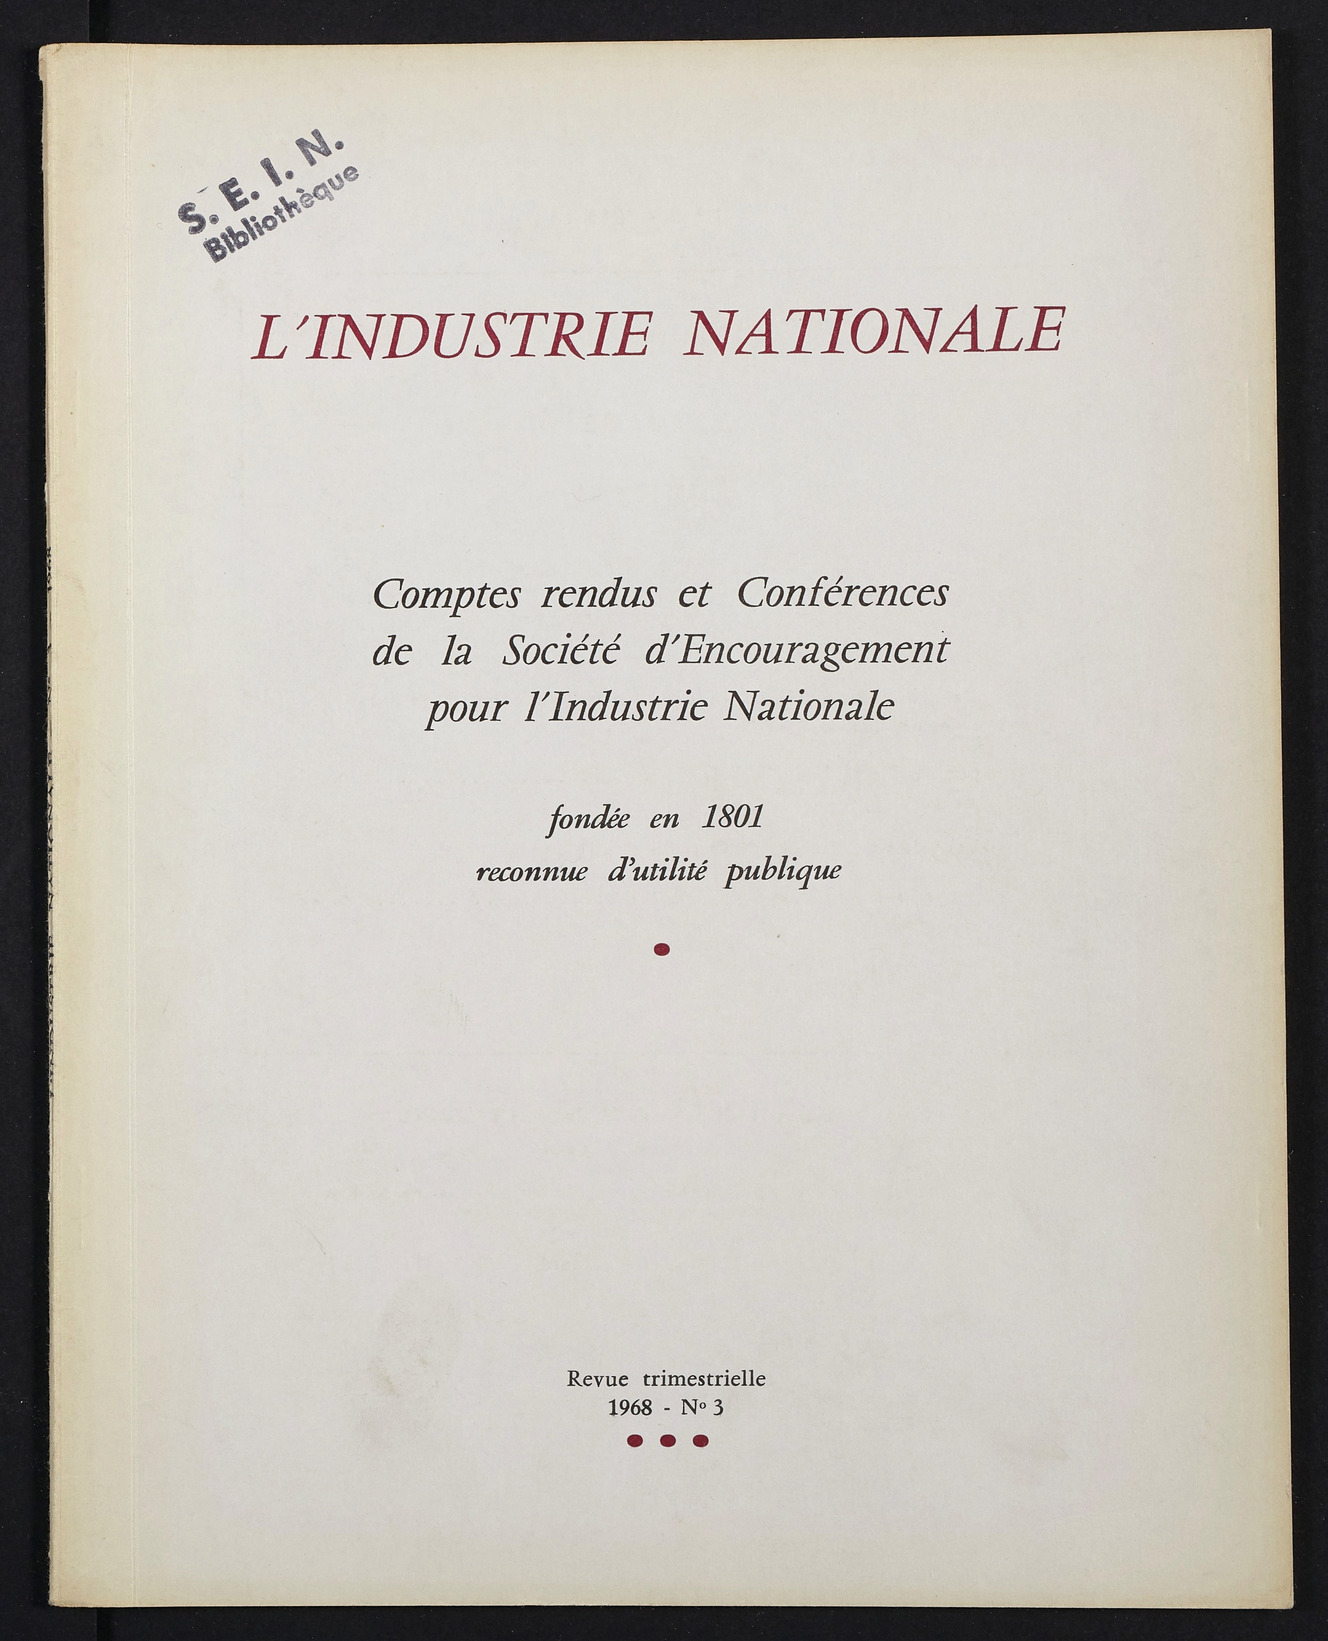 S. E. I. N.
Bibliothèque
L'INDUSTRIE NATIONALE
Comptes rendus et Conférences
de la Société d'Encouragement
pour l'Industrie Nationale
fondée en 1801
reconnue d'utilité publique
Revue trimestrielle
1968 - Nº 3